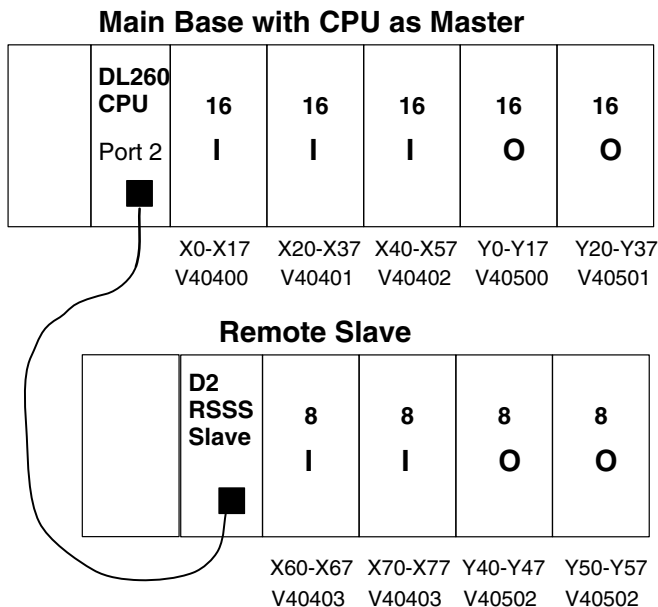 Main Base with CPU as Master
DL260
CPU
Port 2
16 16 16 16 16
I I I O O
X0-X17 X20-X37 X40-X57 Y0-Y17 Y20-Y37
V40400 V40401 V40402 V40500 V40501
Remote Slave
D2
RSSS
Slave
8 8 8 8
I I O O
X60-X67 X70-X77 Y40-Y47 Y50-Y57
V40403 V40403 V40502 V40502